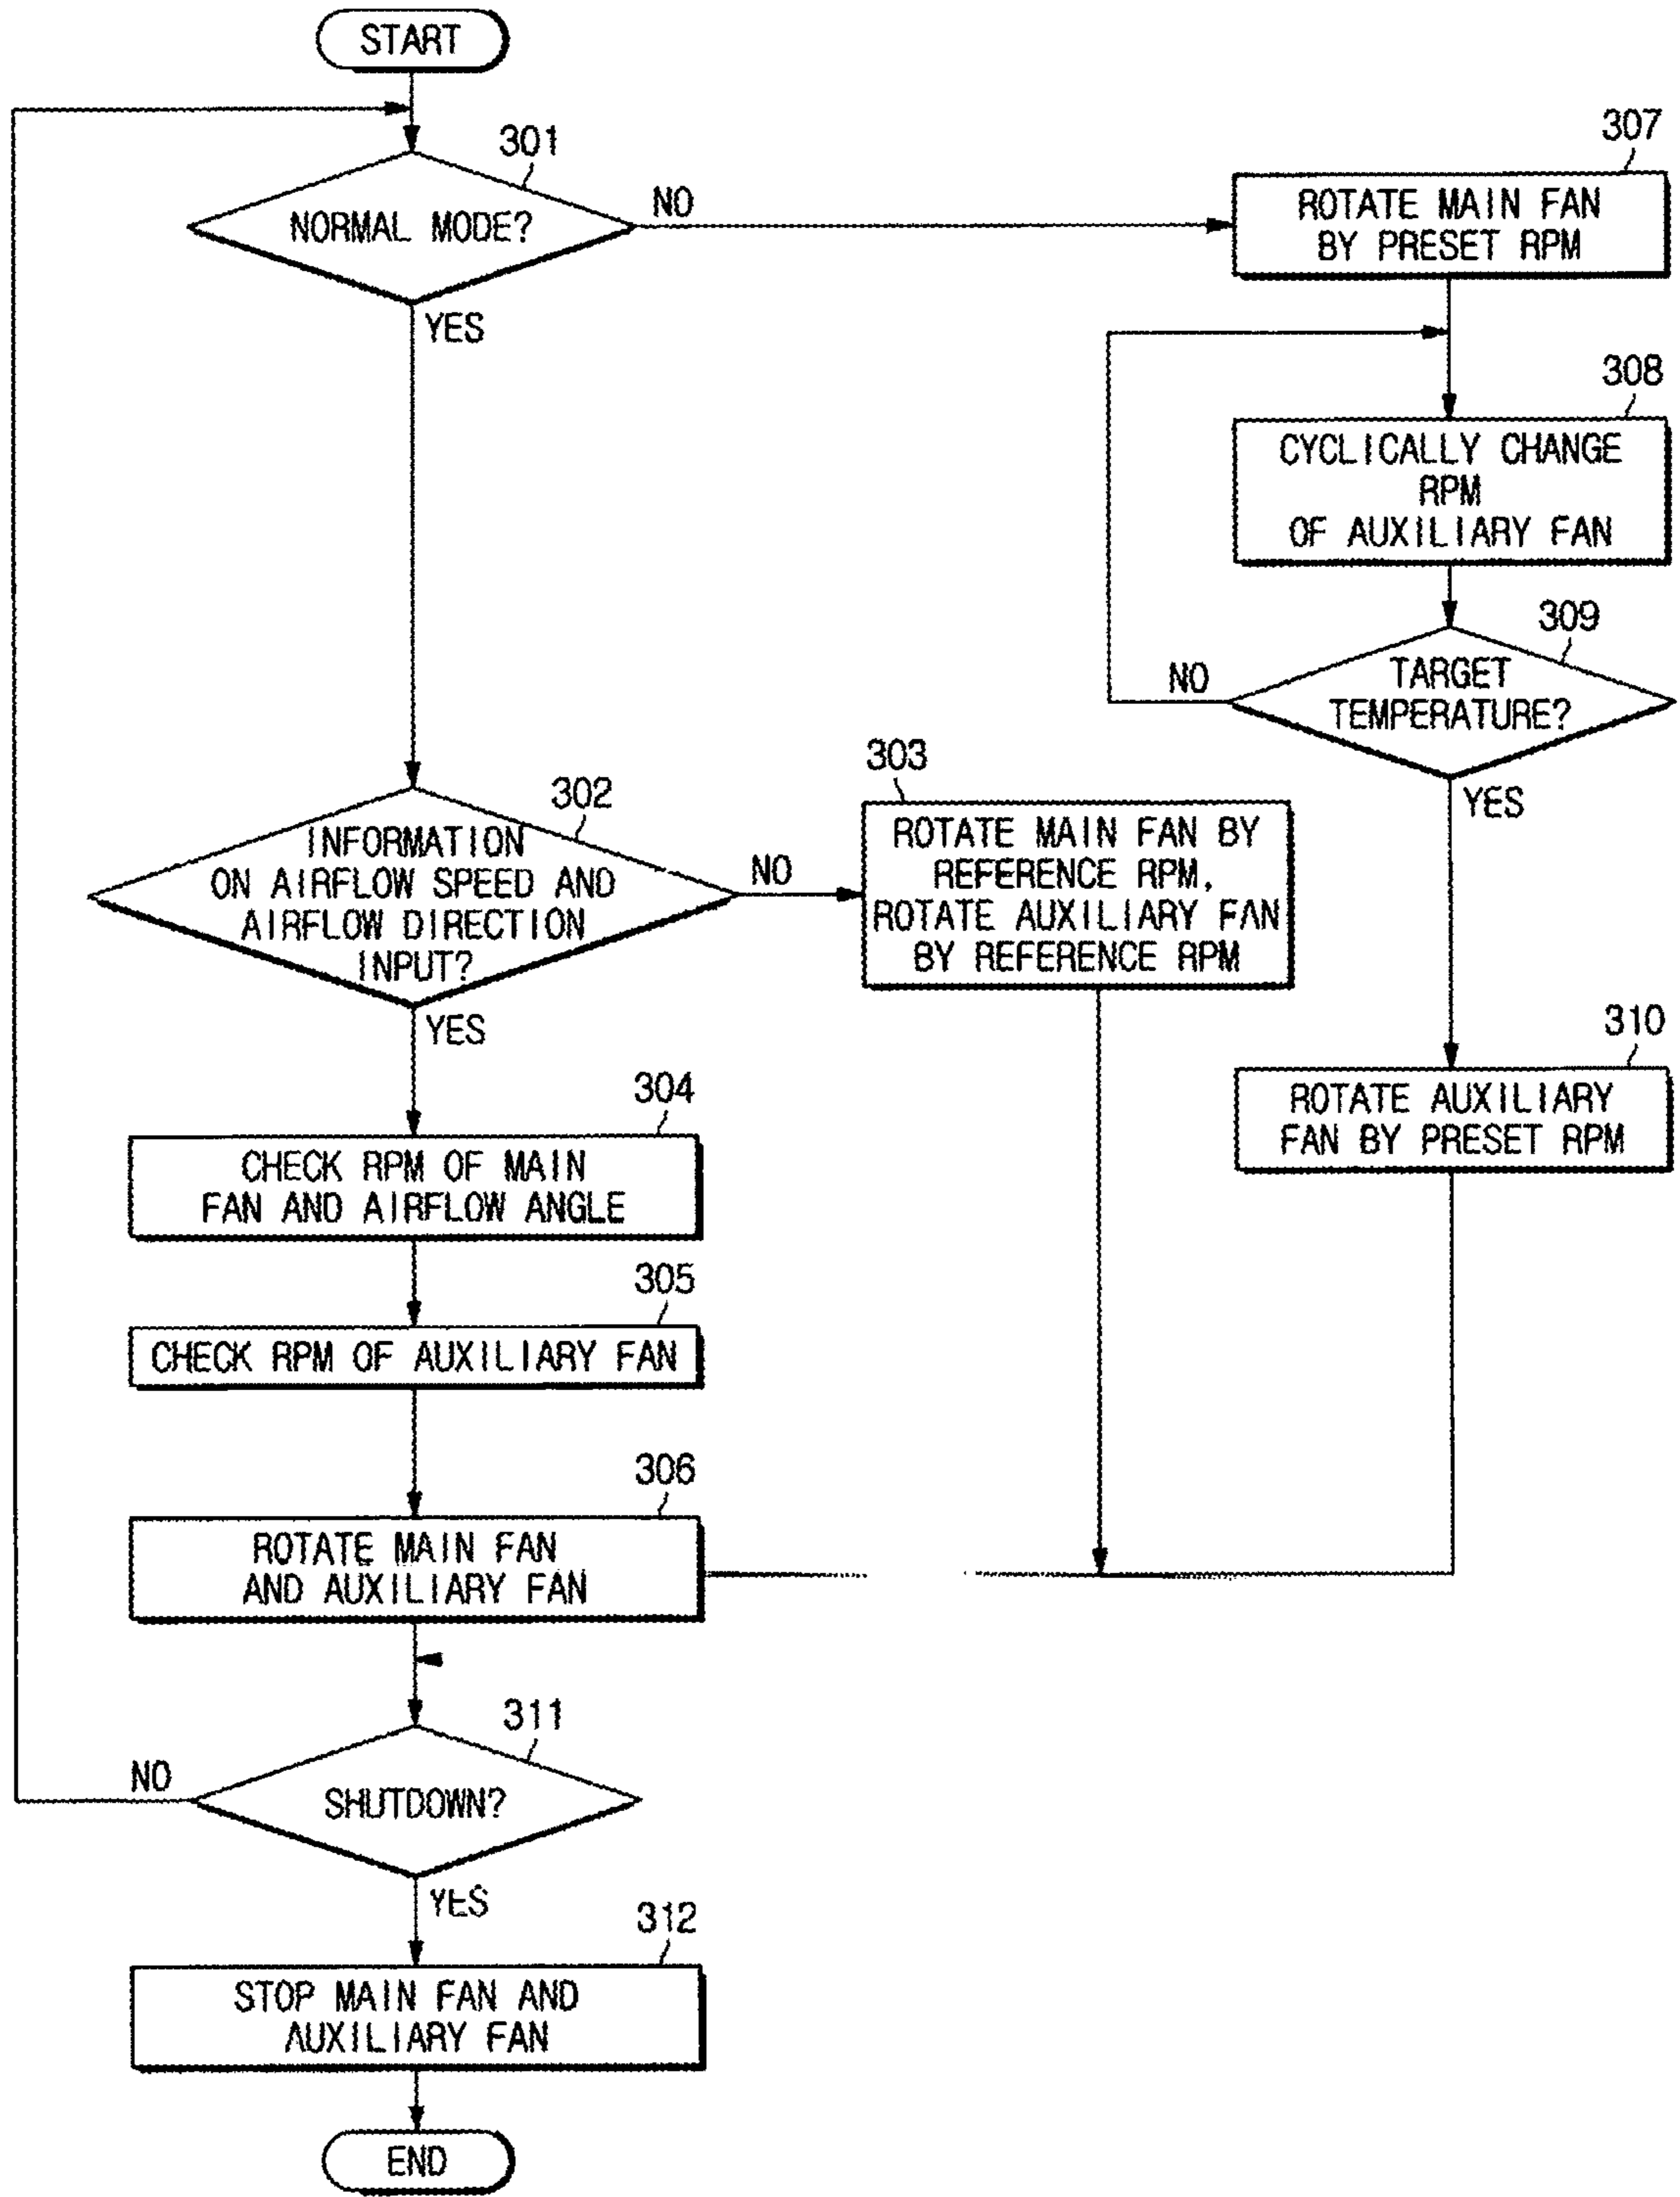 START
301
NORMAL MODE?
NO
YES
307
ROTATE MAIN FAN
BY PRESET RPM
308
CYCLICALLY CHANGE
RPM
OF AUXILIARY FAN
309
TARGET
TEMPERATURE?
NO
YES
302
INFORMATION
ON AIRFLOW SPEED AND
AIRFLOW DIRECTION
INPUT?
NO
YES
303
ROTATE MAIN FAN BY
REFERENCE RPM,
ROTATE AUXILIARY FAN
BY REFERENCE RPM
310
ROTATE AUXILIARY
FAN BY PRESET RPM
304
CHECK RPM OF MAIN
FAN AND AIRFLOW ANGLE
305
CHECK RPM OF AUXILIARY FAN
306
ROTATE MAIN FAN
AND AUXILIARY FAN
311
SHUTDOWN?
NO
YES
312
STOP MAIN FAN AND
AUXILIARY FAN
END